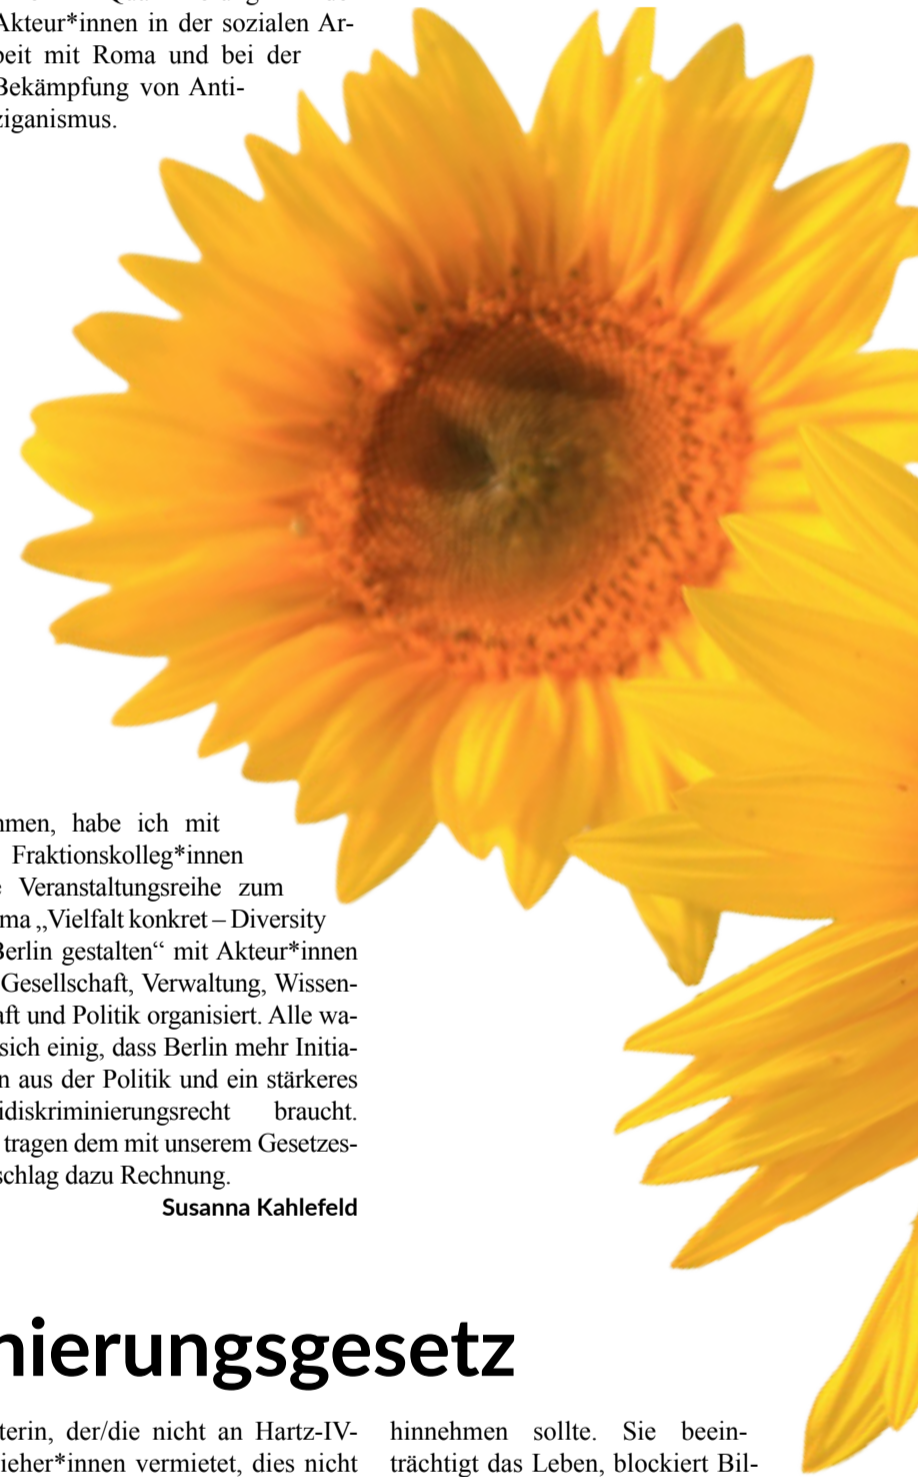 Akteur*innen in der sozialen Ar-
beit mit Roma und bei der
Bekämpfung von Anti-
ziganismus.
habe ich mit
Fraktionskolleg*innen
Veranstaltungsreihe zum
„Vielfalt konkret – Diversity
Berlin gestalten“ mit Akteur*innen
Gesellschaft, Verwaltung, Wissen-
und Politik organisiert. Alle wa-
sich einig, dass Berlin mehr Initia-
aus der Politik und ein stärkeres
idiskriminierungsrecht braucht.
tragen dem mit unserem Gesetzes-
schlag dazu Rechnung.
Susanna Kahlefeld
nierungsgesetz
terin, der/die nicht an Hartz-IV-
ieher*innen vermietet, dies nicht
hinnehmen sollte. Sie beein-
trächtigt das Leben, blockiert Bil-